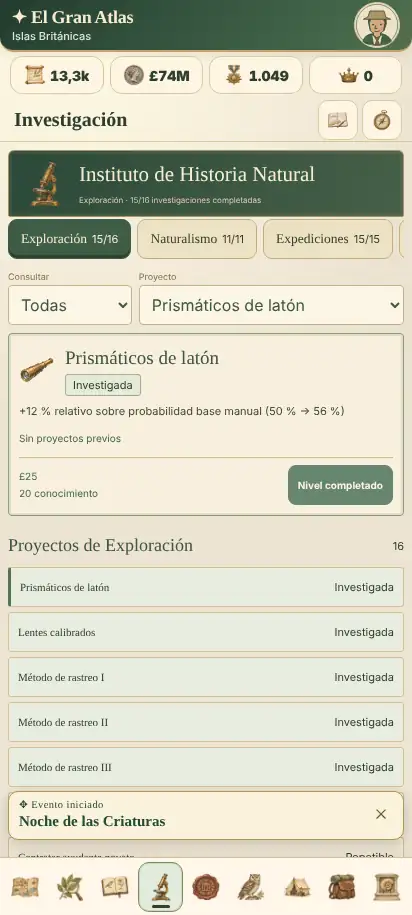 ✦ El Gran Atlas
Islas Británicas
13,3k
£74M
1.049
0
Investigación
Instituto de Historia Natural
Exploración · 15/16 investigaciones completadas
Exploración 15/16
Naturalismo 11/11
Expediciones 15/15
Consultar
Proyecto
Todas
Prismáticos de latón
Prismáticos de latón
Investigada
+12 % relativo sobre probabilidad base manual (50 % → 56 %)
Sin proyectos previos
£25
20 conocimiento
Nivel completado
Proyectos de Exploración 16
Prismáticos de latón Investigada
Lentes calibrados Investigada
Método de rastreo I Investigada
Método de rastreo II Investigada
Método de rastreo III Investigada
✥ Evento iniciado
Noche de las Criaturas